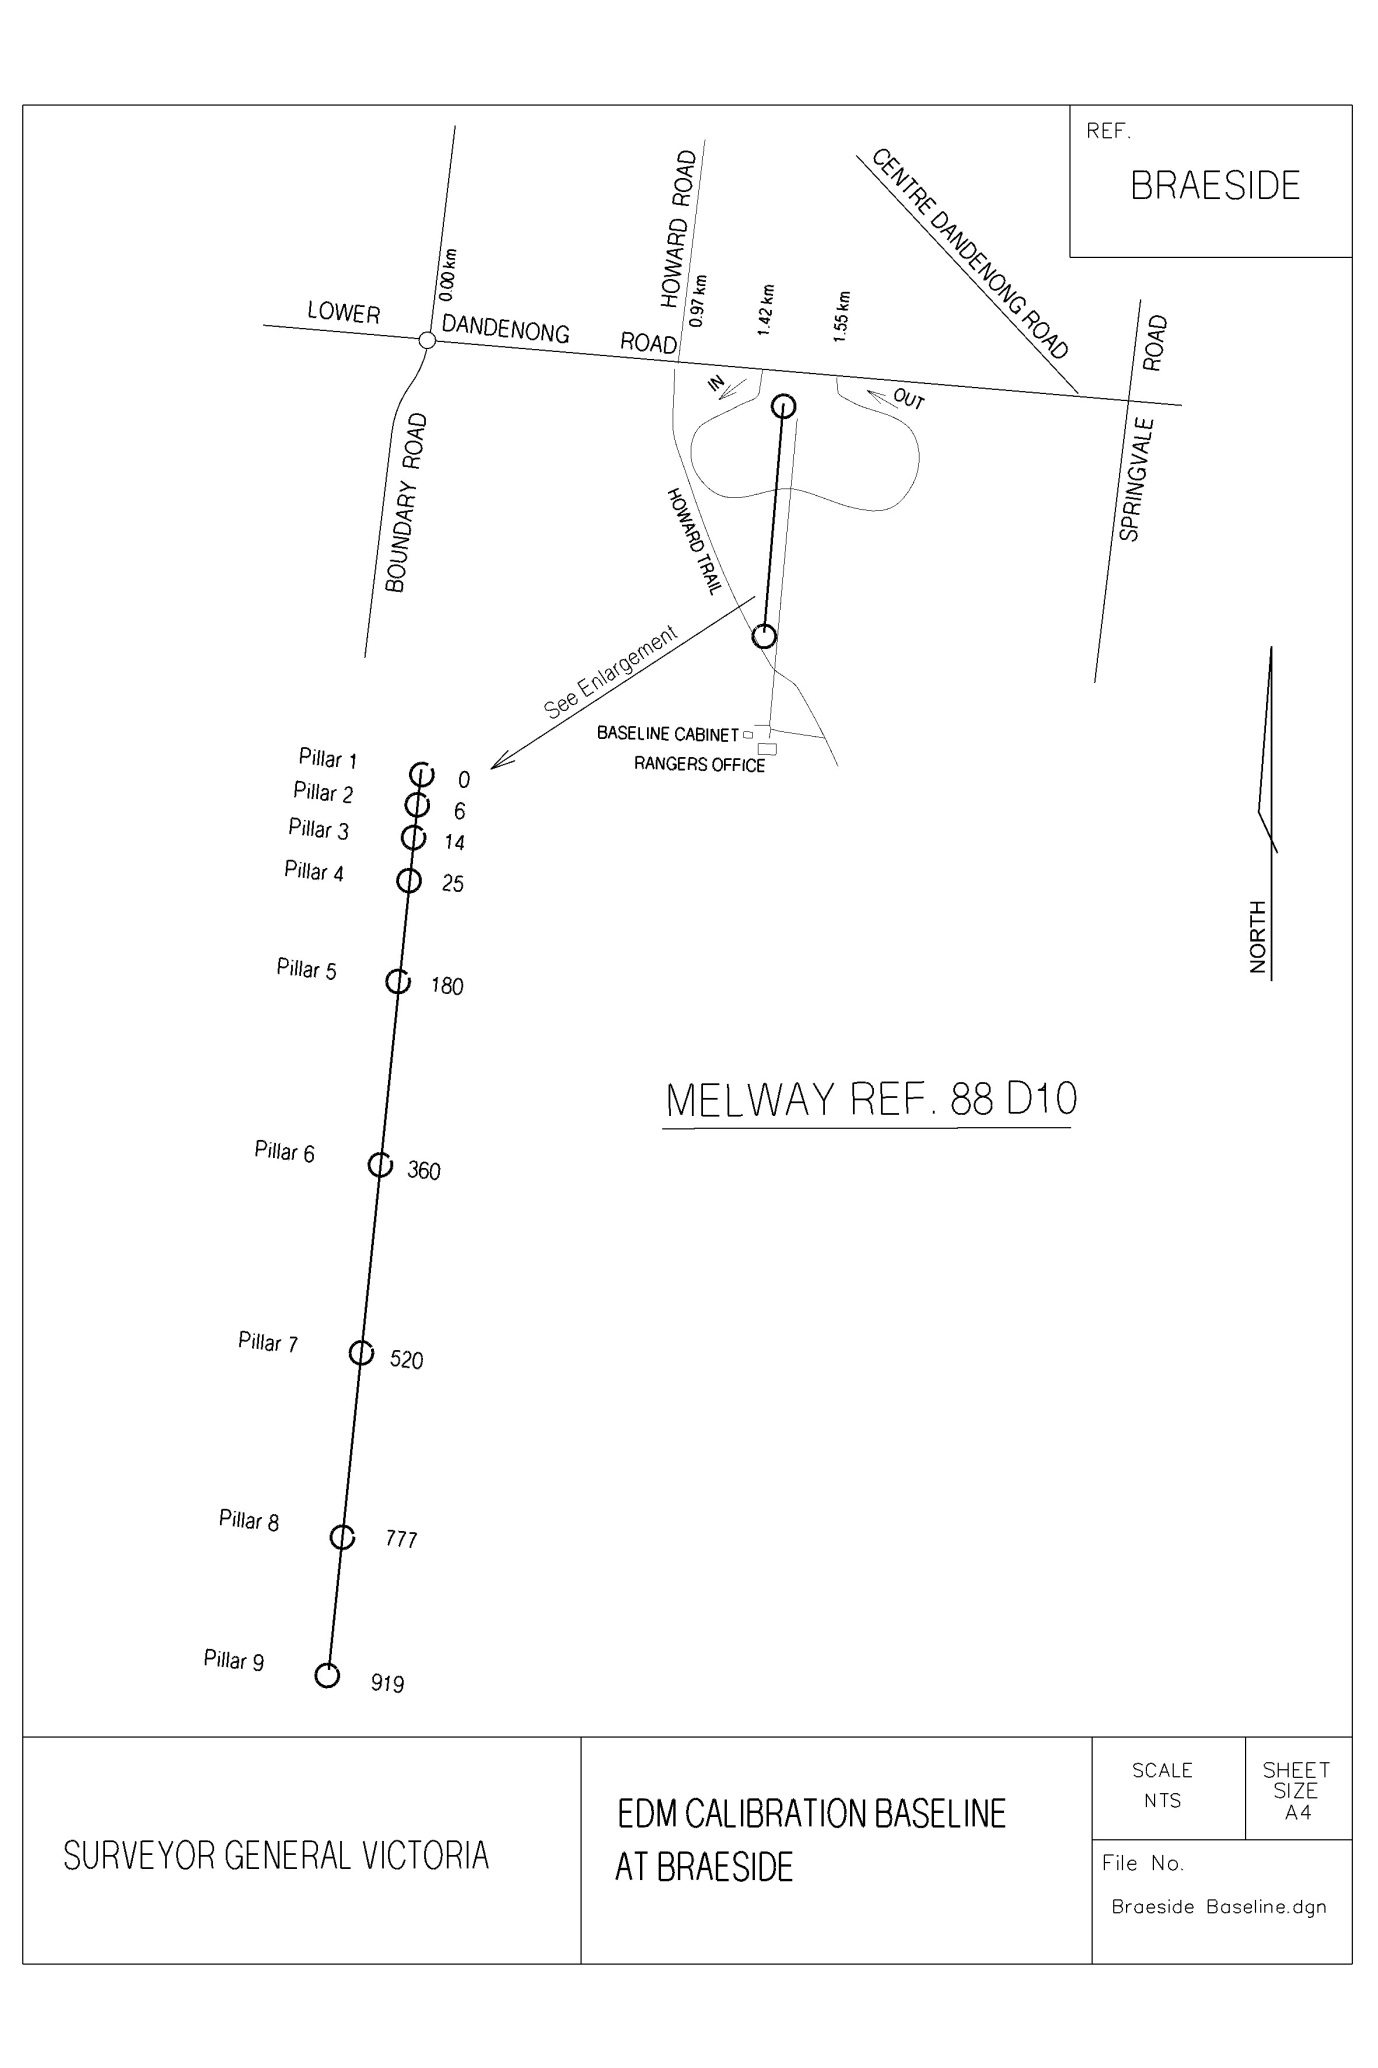 REF.
BRAESIDE
HOWARD ROAD
CENTRE DANDENONG ROAD
0.00 km
0.97 km
1.42 km
1.55 km
LOWER DANDENONG ROAD
SPRINGVALE ROAD
IN
OUT
BOUNDARY ROAD
HOWARD TRAIL
See Enlargement
BASELINE CABINET
RANGERS OFFICE
Pillar 1 0
Pillar 2 6
Pillar 3 14
Pillar 4 25
Pillar 5 180
NORTH
MELWAY REF. 88 D10
Pillar 6 360
Pillar 7 520
Pillar 8 777
Pillar 9 919
SURVEYOR GENERAL VICTORIA
EDM CALIBRATION BASELINE
AT BRAESIDE
SCALE
NTS
SHEET
SIZE
A4
File No.
Braeside Baseline.dgn